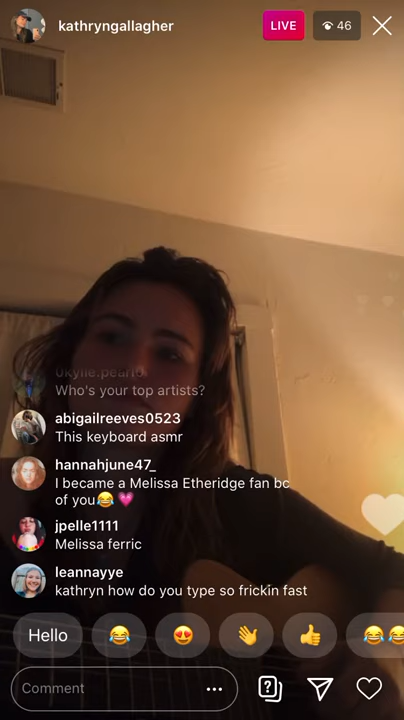 kathryngallagher
LIVE
46
Who's your top artists?
abigailreeves0523
This keyboard asmr
hannahjune47_
I became a Melissa Etheridge fan bc
of you😂💗
jpelle1111
Melissa ferric
leannayye
kathryn how do you type so frickin fast
Hello
Comment